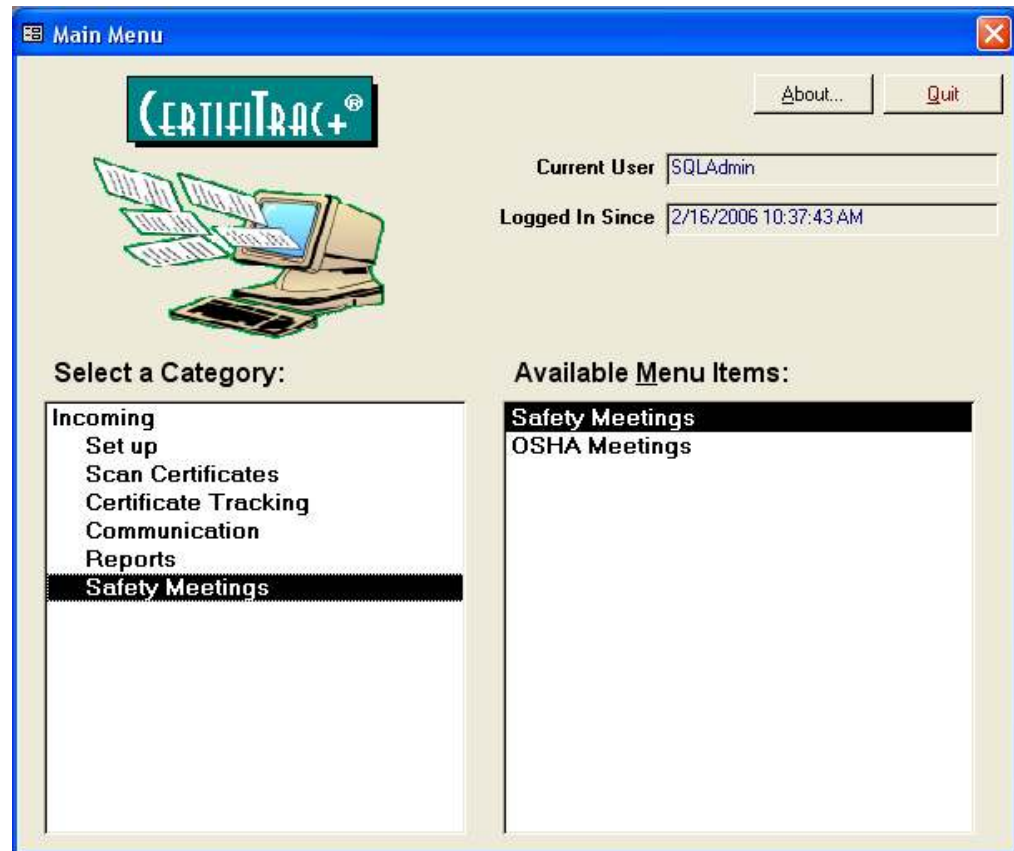 Main Menu
CERTIFITRAC+®
About...
Quit
Current User SQLAdmin
Logged In Since 2/16/2006 10:37:43 AM
Select a Category:
Incoming
Set up
Scan Certificates
Certificate Tracking
Communication
Reports
Safety Meetings
Available Menu Items:
Safety Meetings
OSHA Meetings